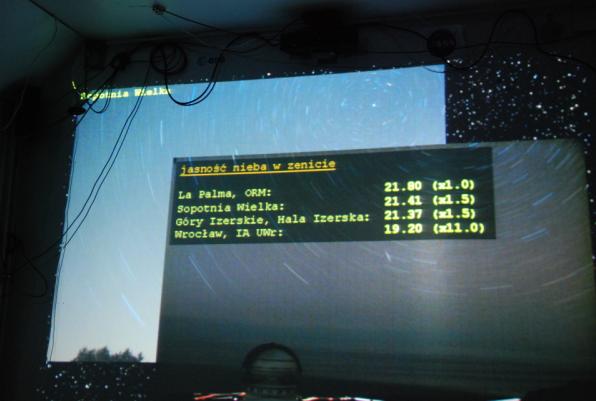 Sopotnia Wielka
jasność nieba w zenicie
La Palma, ORM: 21.80 (x1.0)
Sopotnia Wielka: 21.41 (x1.5)
Góry Izerskie, Hala Izerska: 21.37 (x1.5)
Wrocław, IA UWr: 19.20 (x11.0)